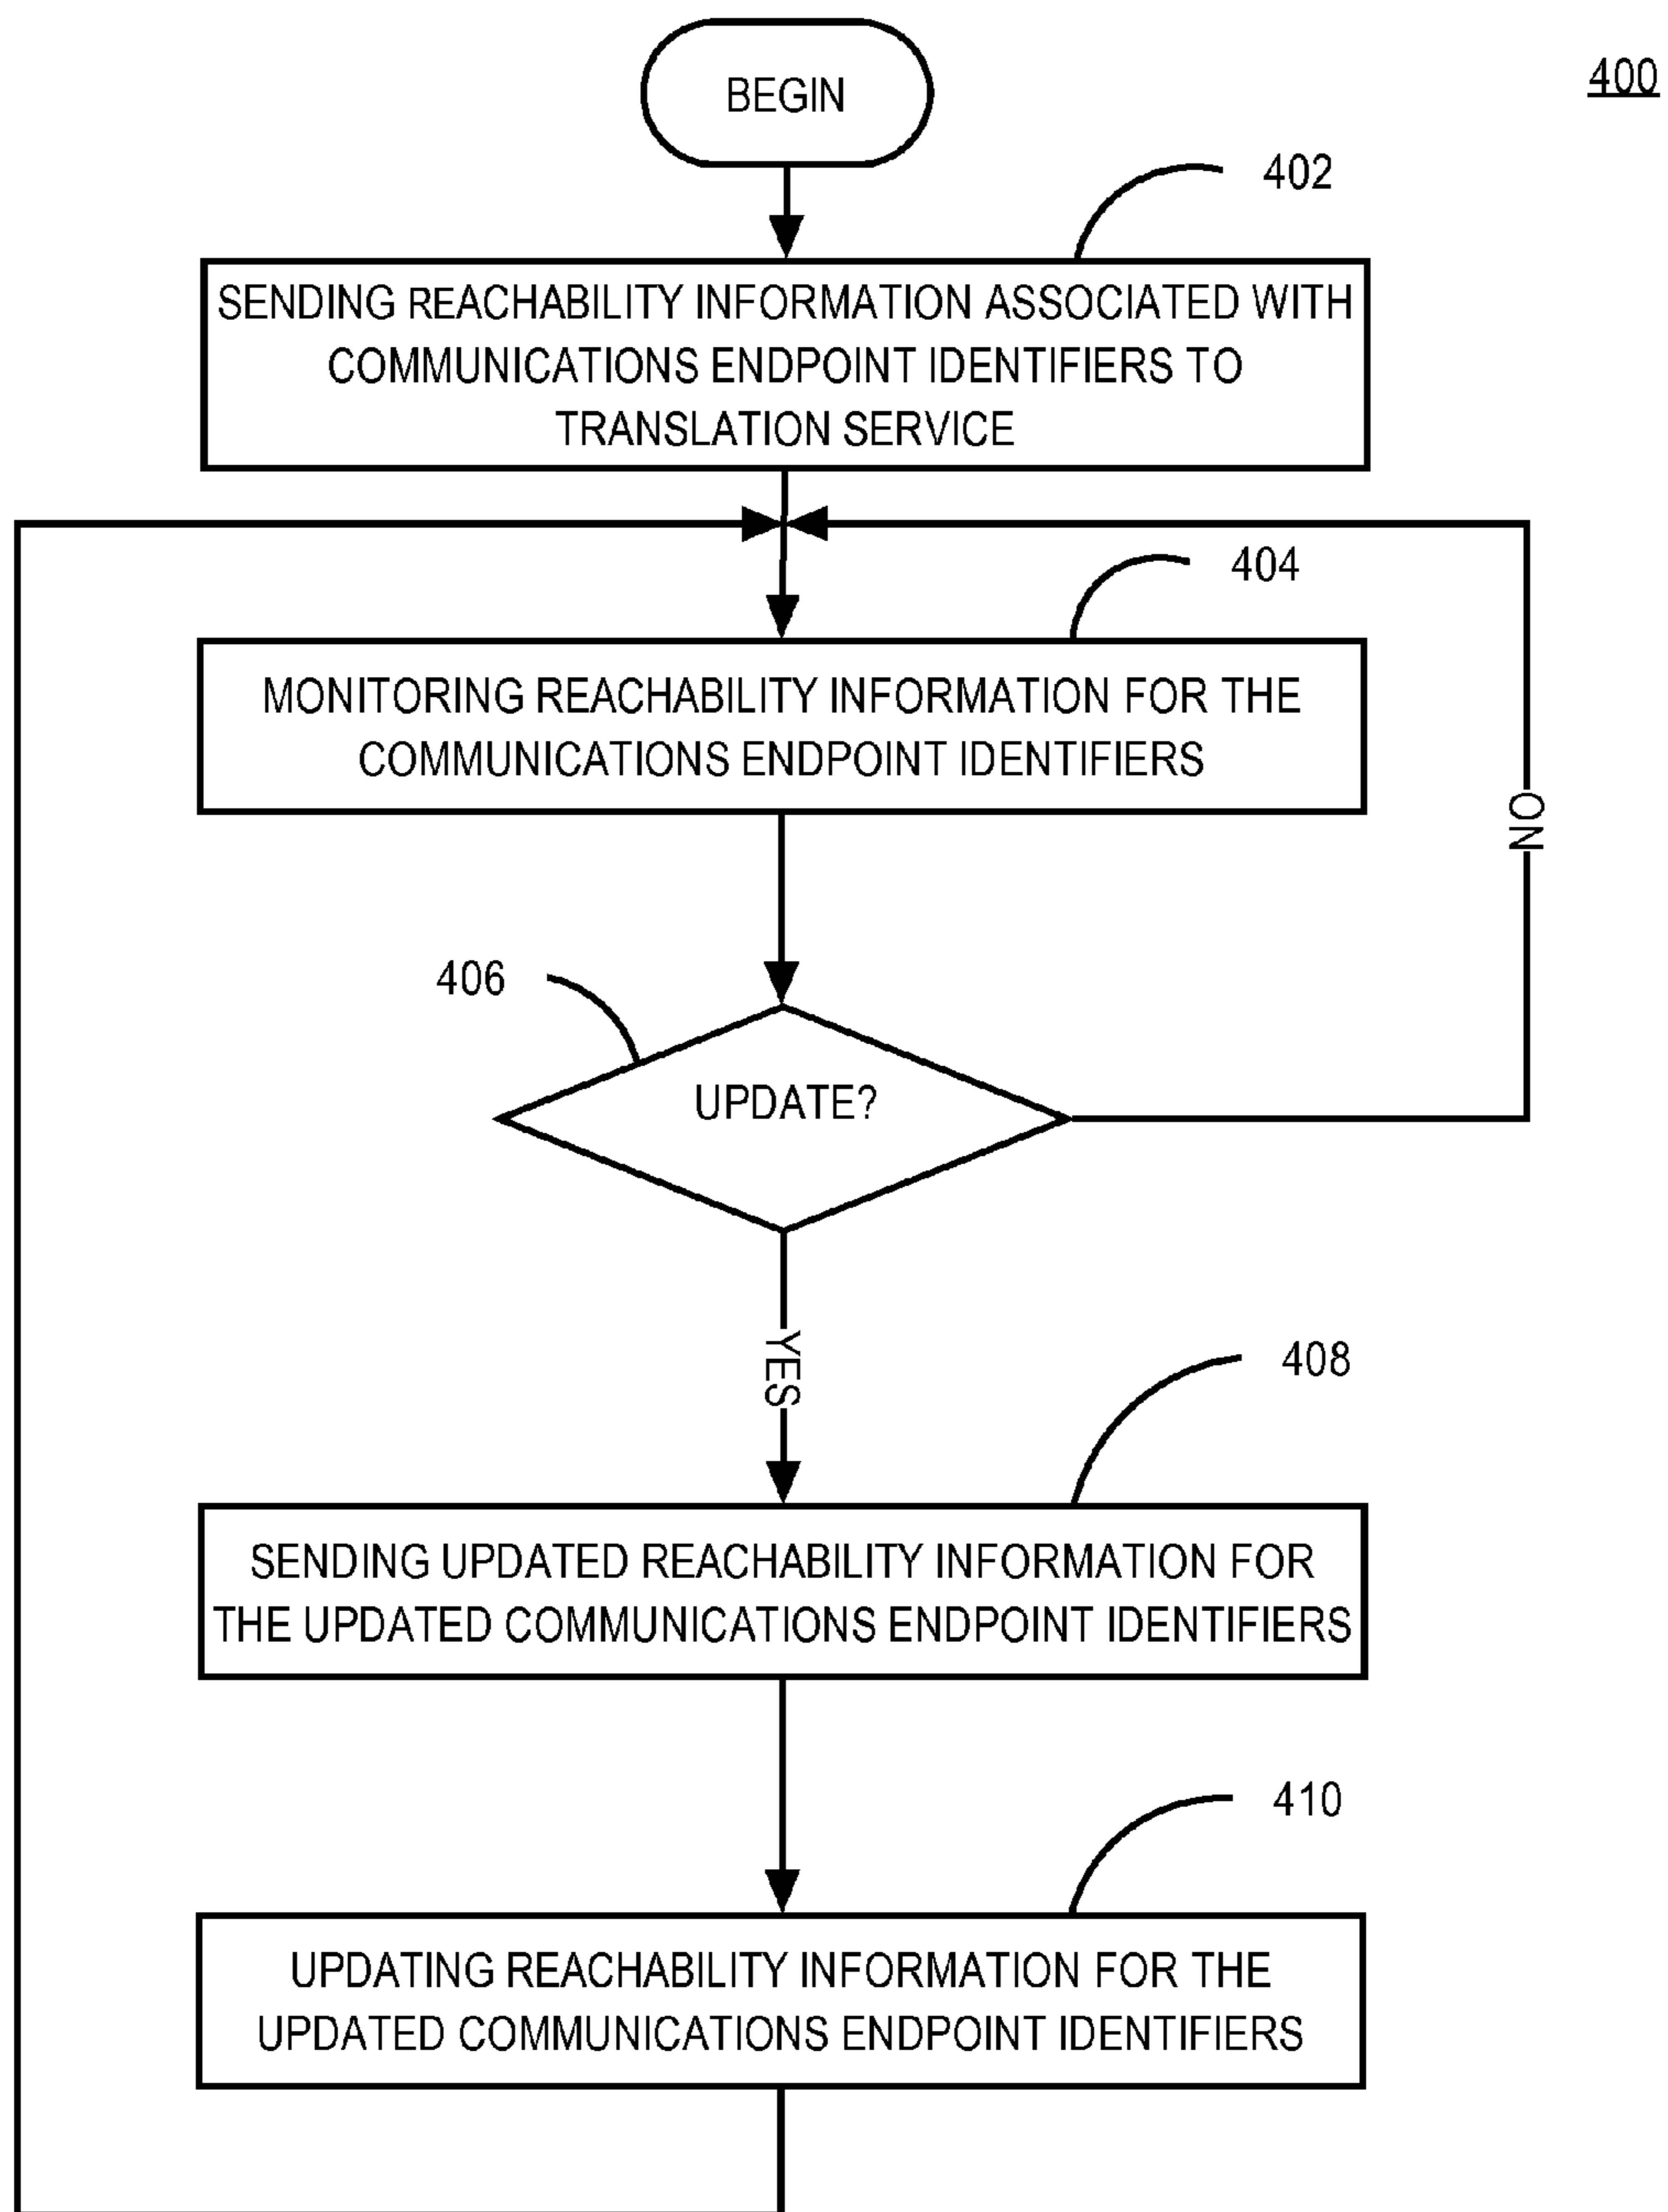 BEGIN
400
402
SENDING REACHABILITY INFORMATION ASSOCIATED WITH
COMMUNICATIONS ENDPOINT IDENTIFIERS TO
TRANSLATION SERVICE
404
MONITORING REACHABILITY INFORMATION FOR THE
COMMUNICATIONS ENDPOINT IDENTIFIERS
NO
406
UPDATE?
YES
408
SENDING UPDATED REACHABILITY INFORMATION FOR
THE UPDATED COMMUNICATIONS ENDPOINT IDENTIFIERS
410
UPDATING REACHABILITY INFORMATION FOR THE
UPDATED COMMUNICATIONS ENDPOINT IDENTIFIERS